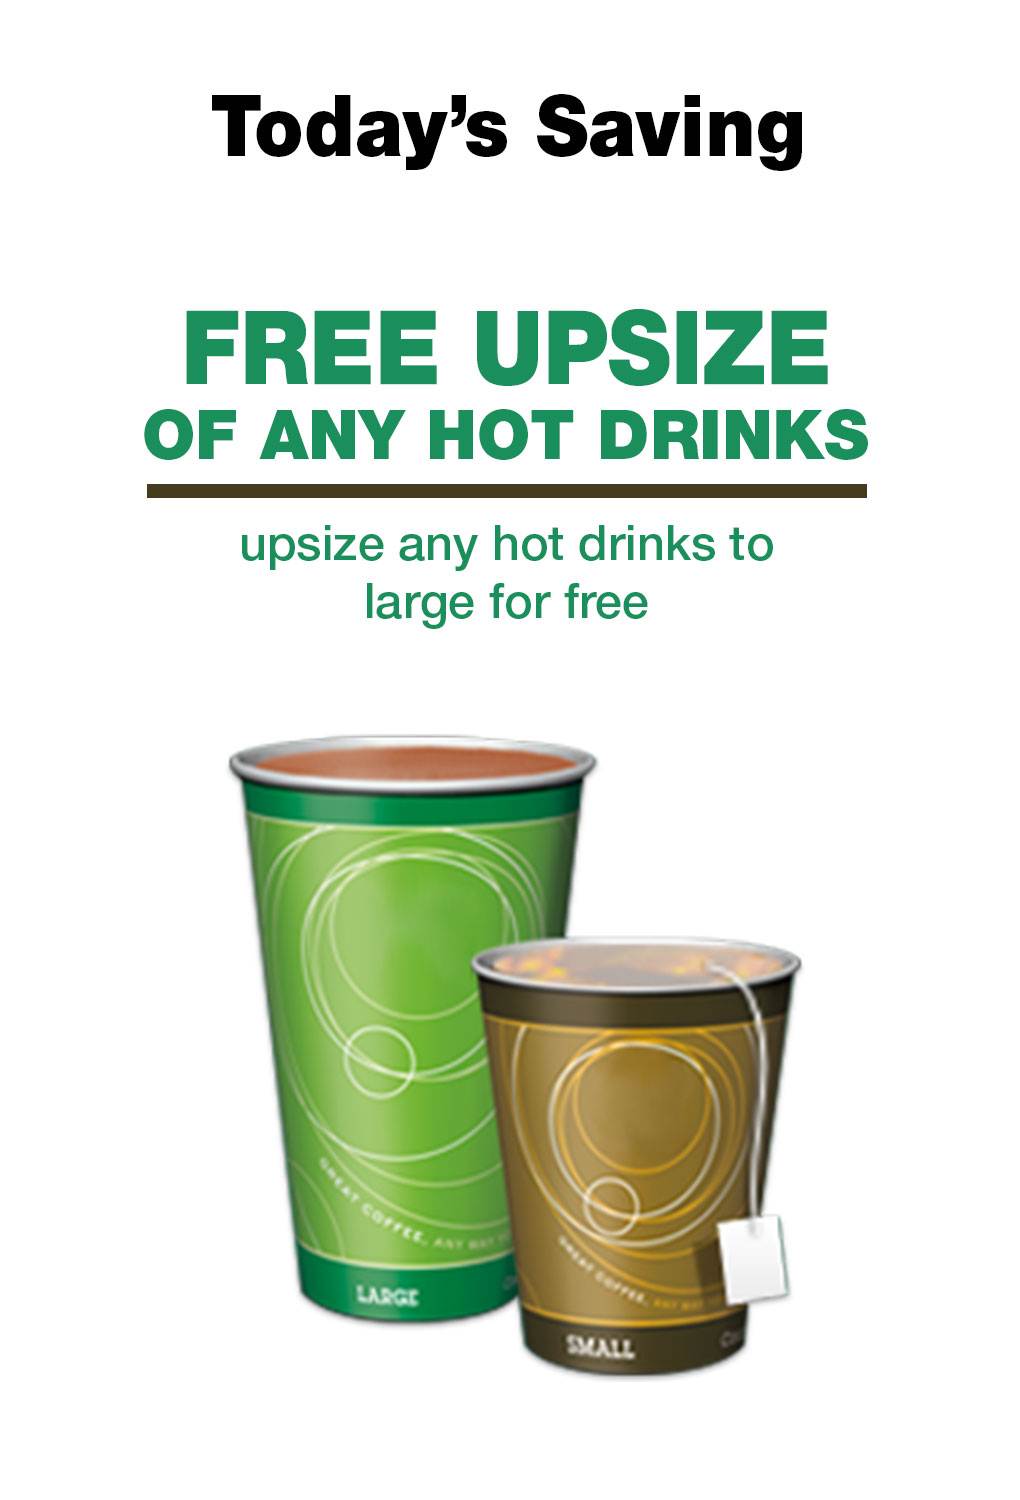 Today’s Saving
FREE UPSIZE
OF ANY HOT DRINKS
upsize any hot drinks to
large for free
GREAT COFFEE, ANY WAY
LARGE
GREAT COFFEE, ANY WAY
SMALL